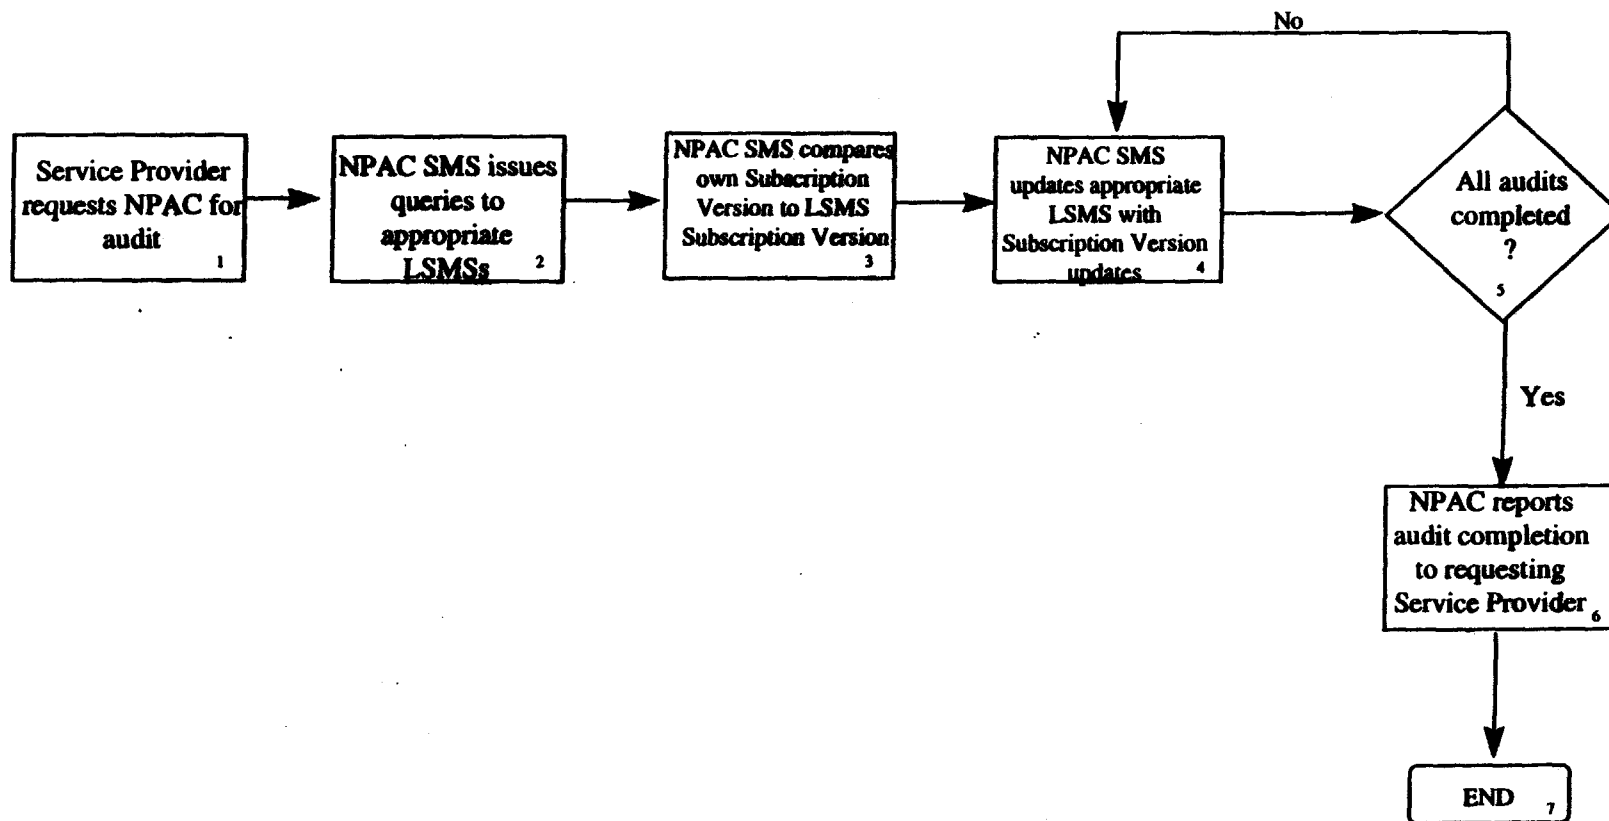 No
Service Provider
requests NPAC for
audit
1
NPAC SMS issues
queries to
appropriate
LSMSs
2
NPAC SMS compares
own Subscription
Version to LSMS
Subscription Version
3
NPAC SMS
updates appropriate
LSMS with
Subscription Version
updates
4
All audits
completed
?
5
Yes
NPAC reports
audit completion
to requesting
Service Provider
6
END
7